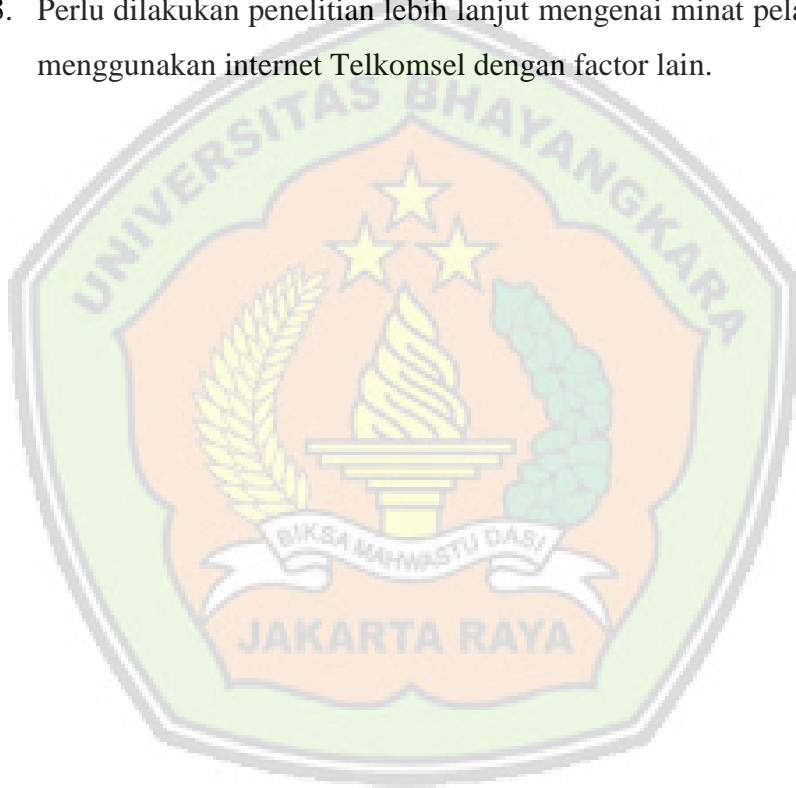 3. Perlu dilakukan penelitian lebih lanjut mengenai minat
menggunakan internet Telkomsel dengan factor lain.
UNIVERSITAS BHAYANGKARA
BIKSA MAHWASTU DASI
JAKARTA RAYA